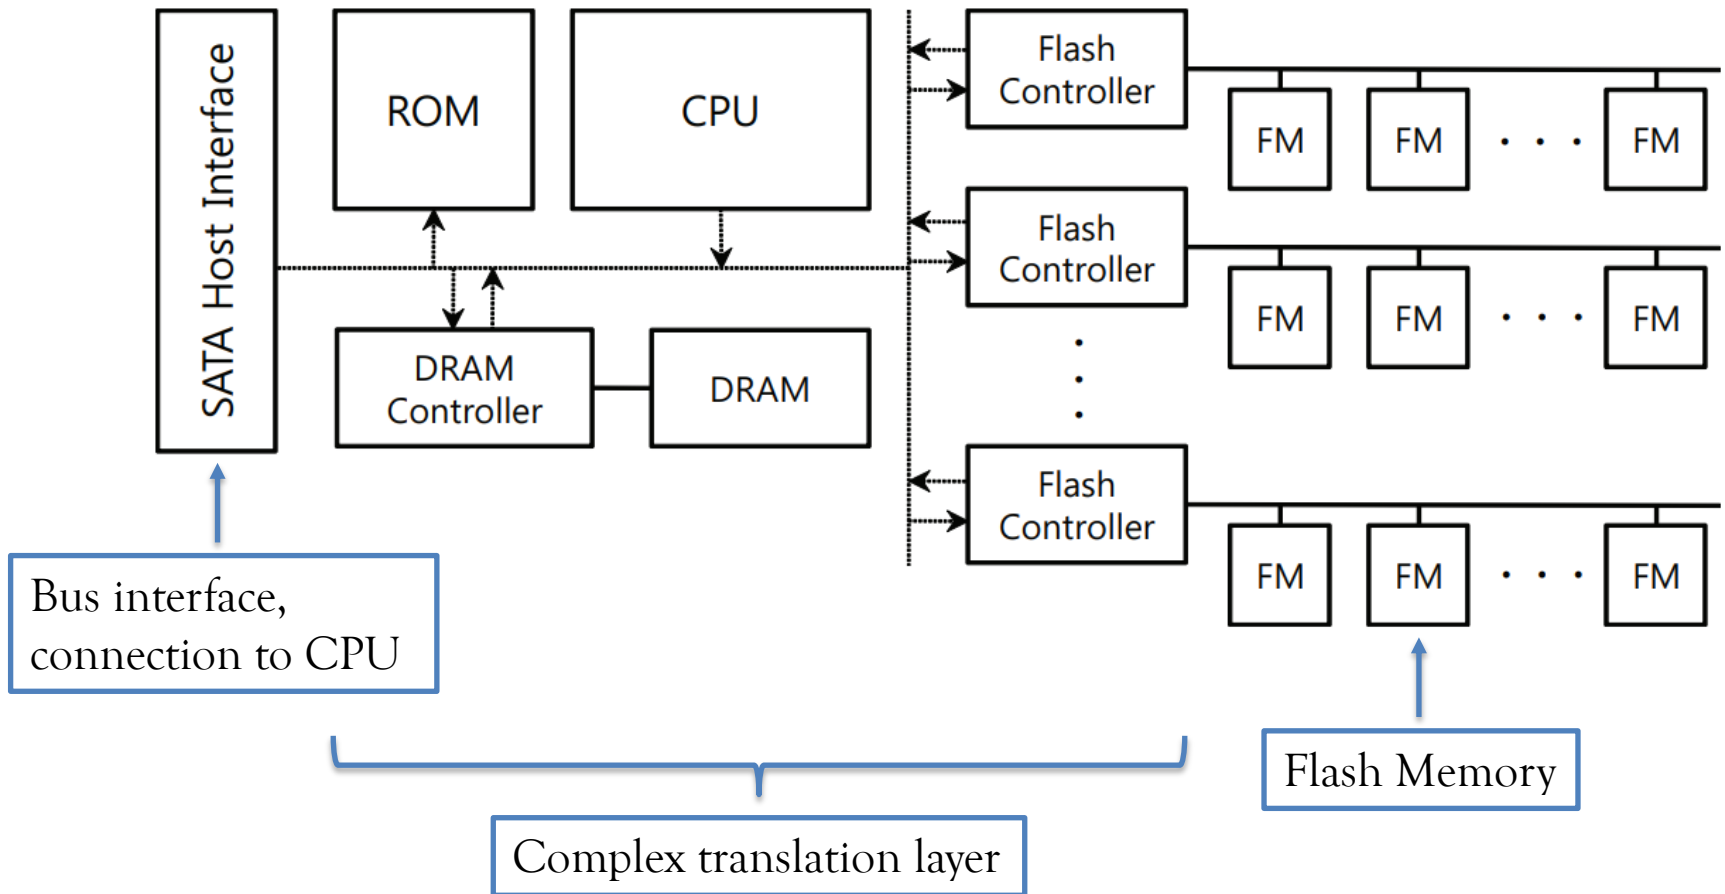 SATA Host Interface
ROM
CPU
DRAM
Controller
DRAM
Flash
Controller
FM
FM
. . .
FM
Flash
Controller
FM
FM
. . .
FM
.
.
.
Flash
Controller
FM
FM
. . .
FM
Bus interface,
connection to CPU
Complex translation layer
Flash Memory